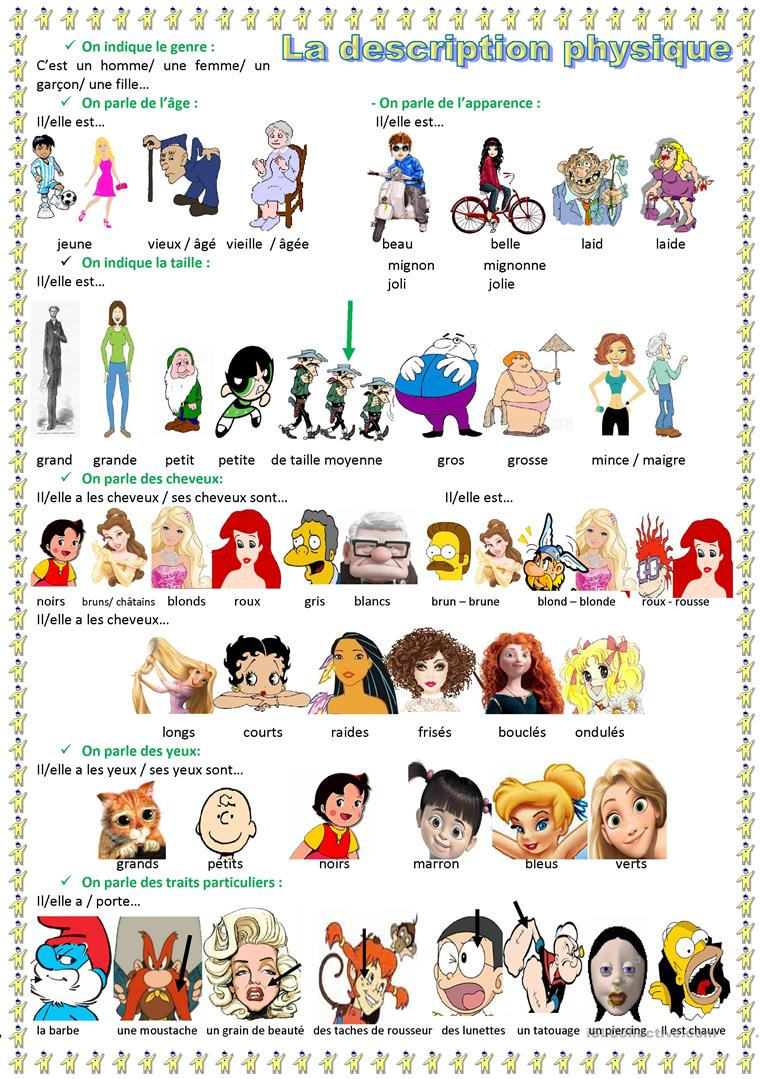 La description physique
✓ On indique le genre :
C’est un homme/ une femme/ un
garçon/ une fille…
✓ On parle de l’âge :
Il/elle est…
jeune vieux / âgé vieille / âgée
- On parle de l’apparence :
Il/elle est…
beau belle laid laide
mignon mignonne
joli jolie
✓ On indique la taille :
Il/elle est…
grand grande petit petite de taille moyenne gros grosse mince / maigre
✓ On parle des cheveux:
Il/elle a les cheveux / ses cheveux sont… Il/elle est…
noirs bruns/ châtains blonds roux gris blancs brun – brune blond – blonde roux - rousse
Il/elle a les cheveux…
longs courts raides frisés bouclés ondulés
✓ On parle des yeux:
Il/elle a les yeux / ses yeux sont…
grands petits noirs marron bleus verts
✓ On parle des traits particuliers :
Il/elle a / porte…
la barbe une moustache un grain de beauté des taches de rousseur des lunettes un tatouage un piercing Il est chauve